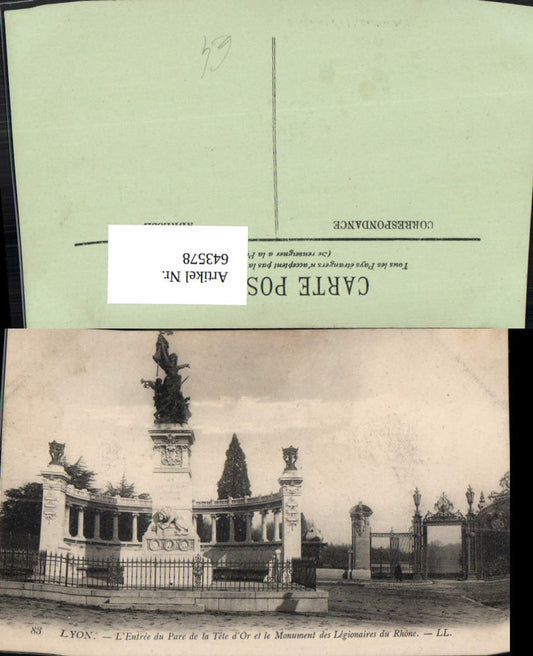 CARTE POS
Tous les Pays étrangers n'acceptent pas la
(Se renseigner à la P
CORRESPONDANCE
Artikel Nr.
643578
83 LYON. — L'Entrée du Parc de la Tête d'Or et le Monument des Légionaires du Rhône. — LL.